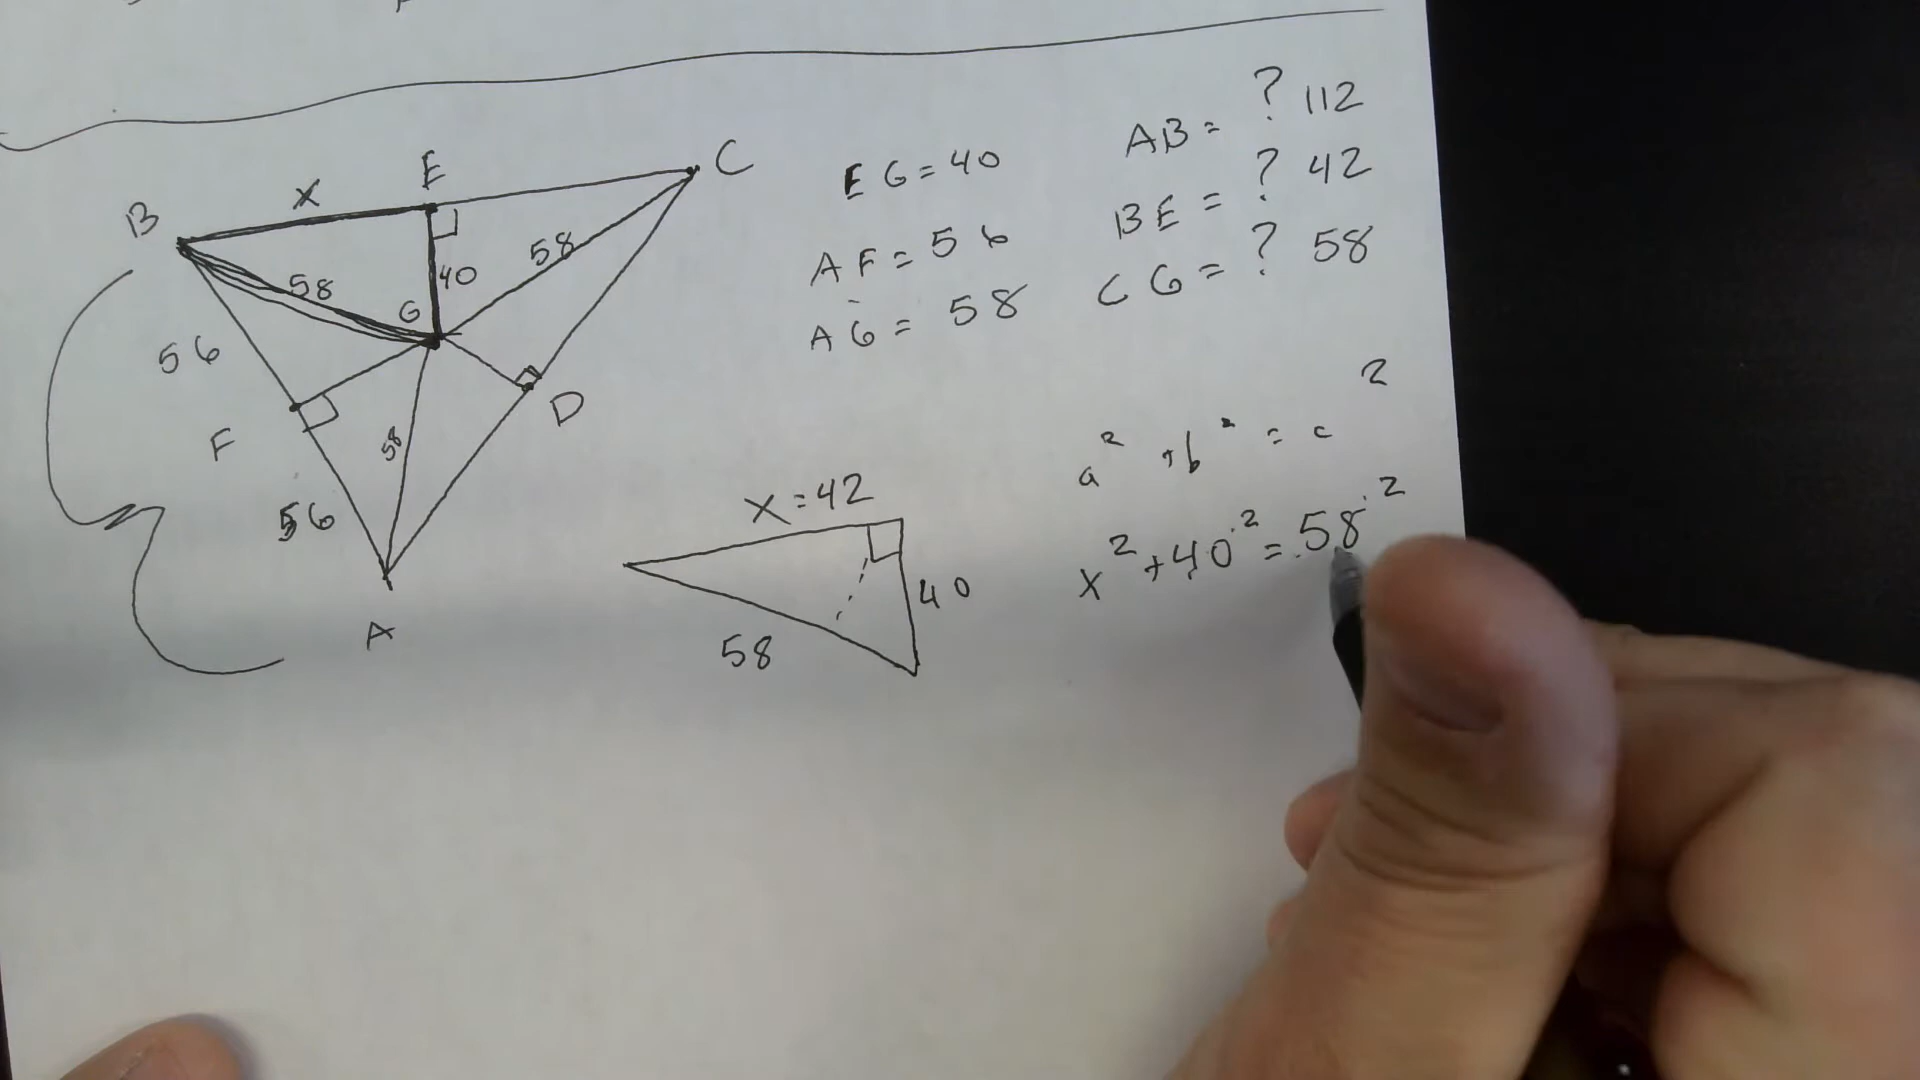 B
x
E
C
58
40
58
G
56
F
D
58
56
A
EG = 40
AF = 56
AG = 58
AB = ? 112
BE = ? 42
CG = ? 58
x = 42
40
58
a² + b² = c²
x² + 40² = 58²